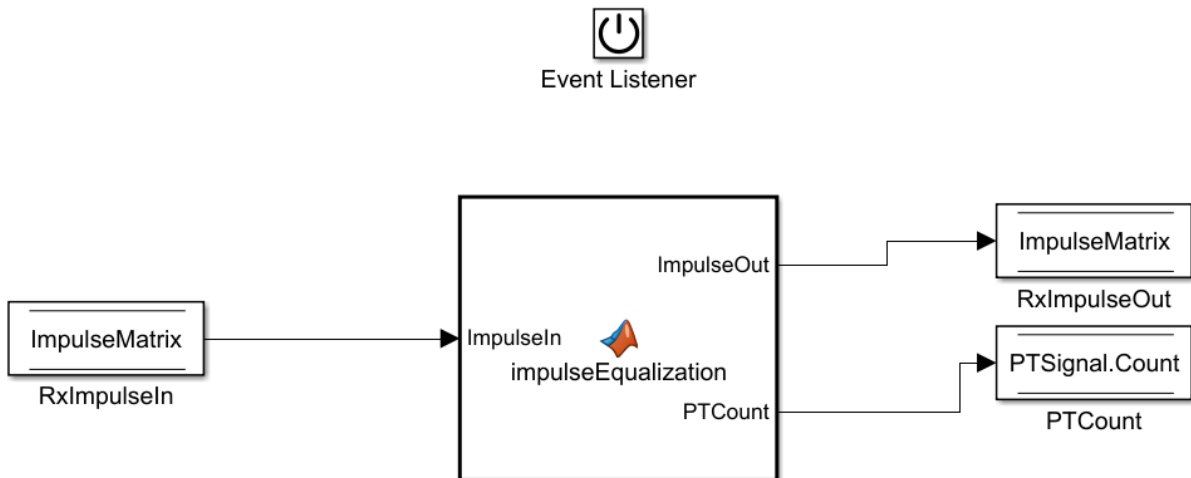 Event Listener
ImpulseMatrix
RxImpulseIn
ImpulseIn
impulseEqualization
ImpulseOut
PTCount
ImpulseMatrix
RxImpulseOut
PTSignal.Count
PTCount